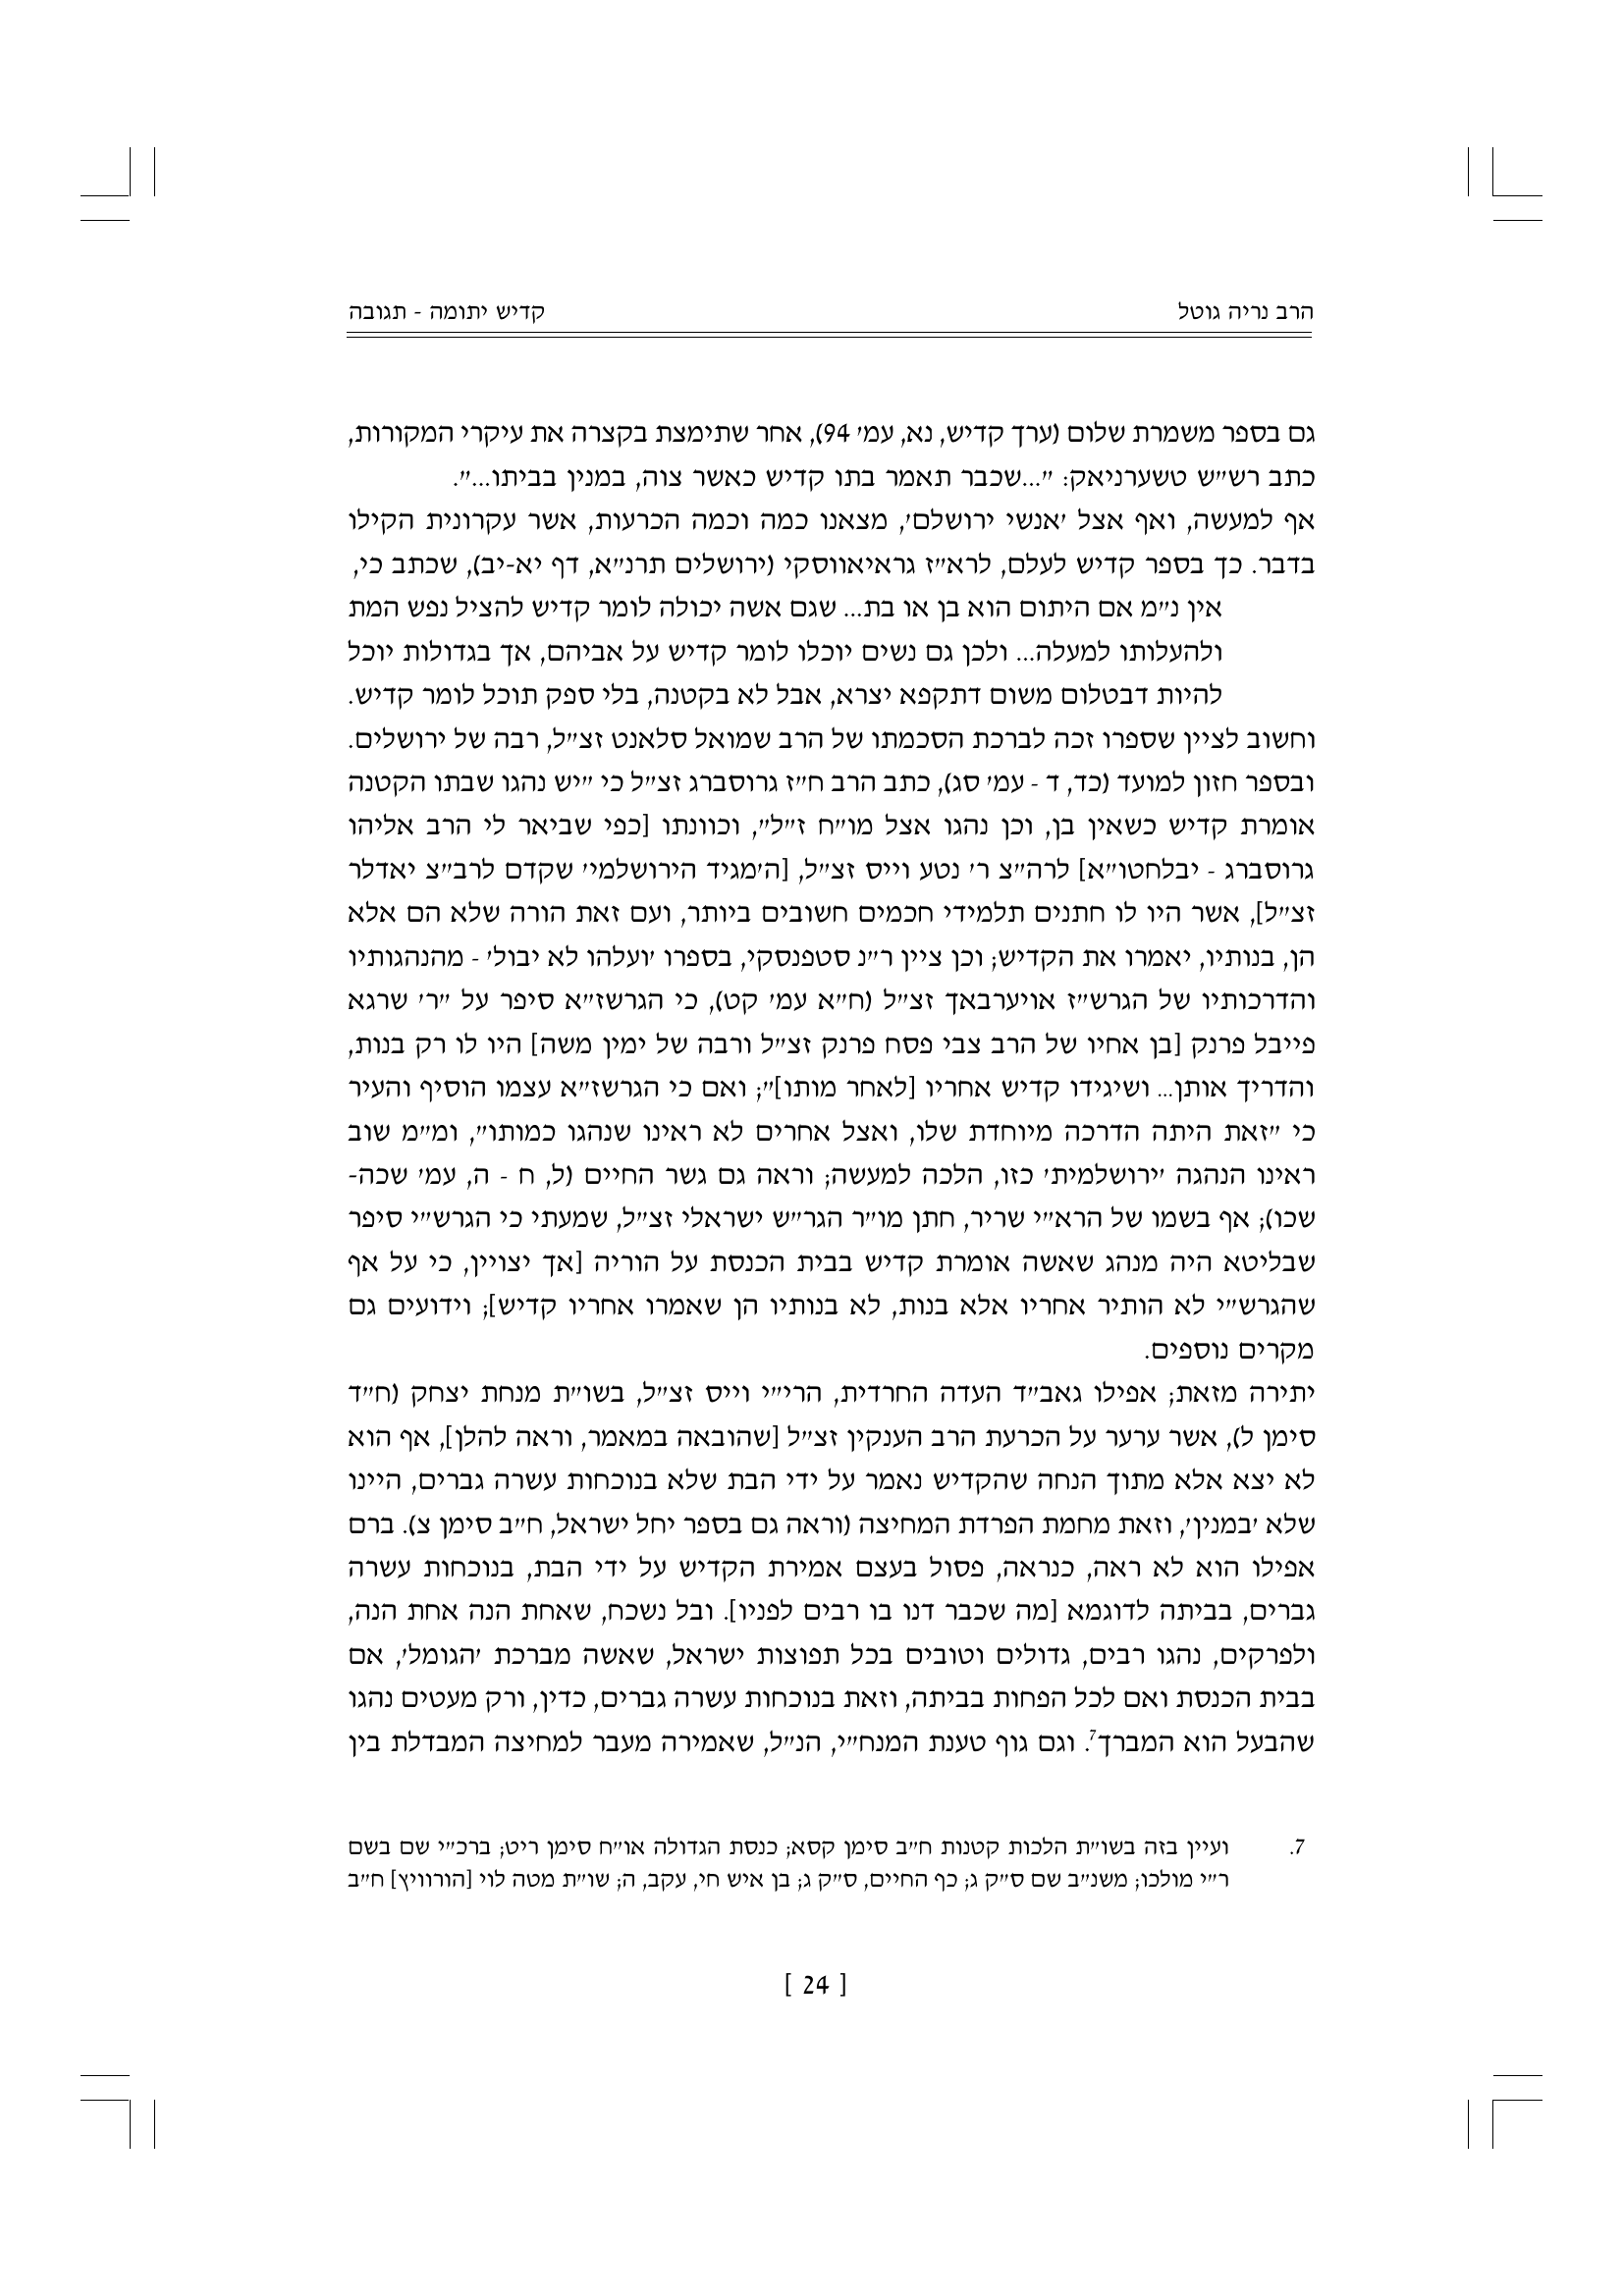 הרב נריה גוטל
קדיש יתומה - תגובה
גם בספר משמרת שלום (ערך קדיש, נא, עמ׳ 94), אחר שתימצת בקצרה את עיקרי המקורות,
כתב רש״ש טשערניאק: ״...שכבר תאמר בתו קדיש כאשר צוה, במנין בביתו...״.
אף למעשה, ואף אצל ׳אנשי ירושלם׳, מצאנו כמה וכמה הכרעות, אשר עקרונית הקילו
בדבר. כך בספר קדיש לעלם, לרא״ז גראיאווסקי (ירושלים תרנ״א, דף יא-יב), שכתב כי,
אין נ״מ אם היתום הוא בן או בת... שגם אשה יכולה לומר קדיש להציל נפש המת
ולהעלותו למעלה... ולכן גם נשים יוכלו לומר קדיש על אביהם, אך בגדולות יוכל
להיות דבטלום משום דתקפא יצרא, אבל לא בקטנה, בלי ספק תוכל לומר קדיש.
וחשוב לציין שספרו זכה לברכת הסכמתו של הרב שמואל סלאנט זצ״ל, רבה של ירושלים.
ובספר חזון למועד (כד, ד - עמ׳ סג), כתב הרב ח״ז גרוסברג זצ״ל כי ״יש נהגו שבתו הקטנה
אומרת קדיש כשאין בן, וכן נהגו אצל מו״ח ז״ל״, וכוונתו [כפי שביאר לי הרב אליהו
גרוסברג - יבלחטו״א] לרה״צ ר׳ נטע וייס זצ״ל, [ה׳מגיד הירושלמי׳ שקדם לרב״צ יאדלר
זצ״ל], אשר היו לו חתנים תלמידי חכמים חשובים ביותר, ועם זאת הורה שלא הם אלא
הן, בנותיו, יאמרו את הקדיש; וכן ציין ר״נ סטפנסקי, בספרו ׳ועלהו לא יבול׳ - מהנהגותיו
והדרכותיו של הגרש״ז אויערבאך זצ״ל (ח״א עמ׳ קט), כי הגרשז״א סיפר על ״ר׳ שרגא
פייבל פרנק [בן אחיו של הרב צבי פסח פרנק זצ״ל ורבה של ימין משה] היו לו רק בנות,
והדריך אותן... ושיגידו קדיש אחריו [לאחר מותו]״; ואם כי הגרשז״א עצמו הוסיף והעיר
כי ״זאת היתה הדרכה מיוחדת שלו, ואצל אחרים לא ראינו שנהגו כמותו״, ומ״מ שוב
ראינו הנהגה ׳ירושלמית׳ כזו, הלכה למעשה; וראה גם גשר החיים (ל, ח - ה, עמ׳ שכה-
שכו); אף בשמו של הרא״י שריר, חתן מו״ר הגר״ש ישראלי זצ״ל, שמעתי כי הגרש״י סיפר
שבליטא היה מנהג שאשה אומרת קדיש בבית הכנסת על הוריה [אך יצויין, כי על אף
שהגרש״י לא הותיר אחריו אלא בנות, לא בנותיו הן שאמרו אחריו קדיש]; וידועים גם
מקרים נוספים.
יתירה מזאת; אפילו גאב״ד העדה החרדית, הרי״י וייס זצ״ל, בשו״ת מנחת יצחק (ח״ד
סימן ל), אשר ערער על הכרעת הרב הענקין זצ״ל [שהובאה במאמר, וראה להלן], אף הוא
לא יצא אלא מתוך הנחה שהקדיש נאמר על ידי הבת שלא בנוכחות עשרה גברים, היינו
שלא ׳במנין׳, וזאת מחמת הפרדת המחיצה (וראה גם בספר יחל ישראל, ח״ב סימן צ). ברם
אפילו הוא לא ראה, כנראה, פסול בעצם אמירת הקדיש על ידי הבת, בנוכחות עשרה
גברים, בביתה לדוגמא [מה שכבר דנו בו רבים לפניו]. ובל נשכח, שאחת הנה אחת הנה,
ולפרקים, נהגו רבים, גדולים וטובים בכל תפוצות ישראל, שאשה מברכת ׳הגומל׳, אם
בבית הכנסת ואם לכל הפחות בביתה, וזאת בנוכחות עשרה גברים, כדין, ורק מעטים נהגו
שהבעל הוא המברך7. וגם גוף טענת המנח״י, הנ״ל, שאמירה מעבר למחיצה המבדלת בין
7. ועיין בזה בשו״ת הלכות קטנות ח״ב סימן קסא; כנסת הגדולה או״ח סימן ריט; ברכ״י שם בשם
ר״י מולכו; משנ״ב שם ס״ק ג; כף החיים, ס״ק ג; בן איש חי, עקב, ה; שו״ת מטה לוי [הורוויץ] ח״ב
[ 24 ]